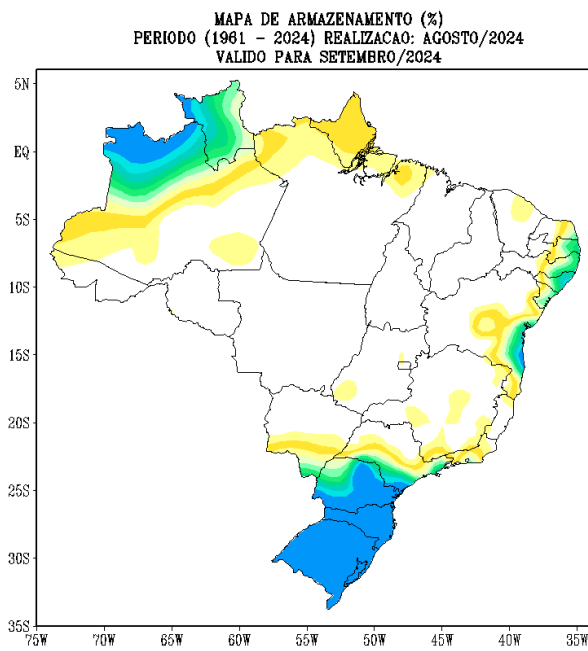 MAPA DE ARMAZENAMENTO (%)
PERIODO (1961 - 2024) REALIZACAO: AGOSTO/2024
VALIDO PARA SETEMBRO/2024
5N
EQ
5S
10S
15S
20S
25S
30S
35S
75W 70W 65W 60W 55W 50W 45W 40W 35W